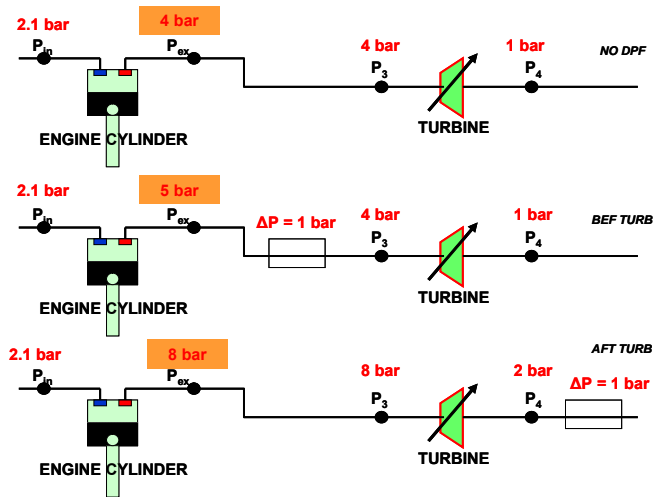 2.1 bar 4 bar 4 bar 1 bar NO DPF
Pin Pex P3 P4
ENGINE CYLINDER TURBINE
2.1 bar 5 bar ΔP = 1 bar 4 bar 1 bar BEF TURB
Pin Pex P3 P4
ENGINE CYLINDER TURBINE
2.1 bar 8 bar 8 bar 2 bar AFT TURB
ΔP = 1 bar
Pin Pex P3 P4
ENGINE CYLINDER TURBINE